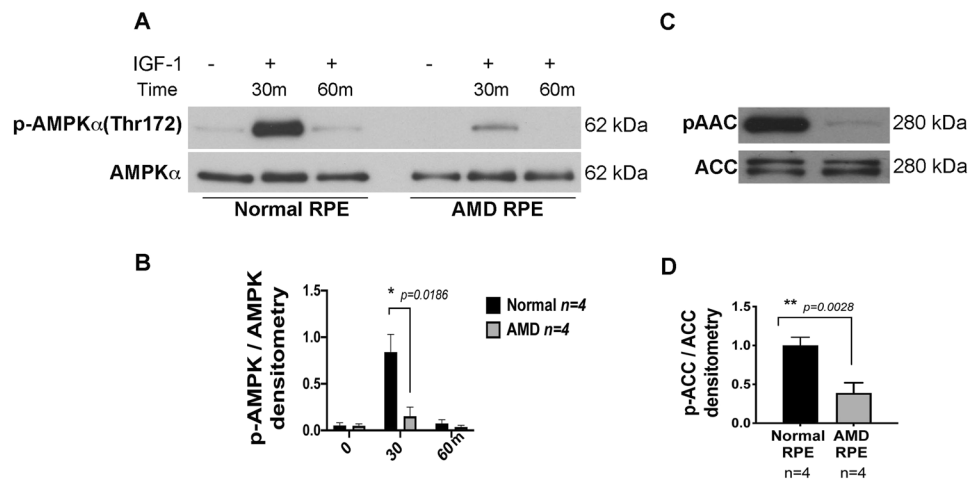 A
IGF-1 - + + - + +
Time 30m 60m 30m 60m
p-AMPKα(Thr172) 62 kDa
AMPKα 62 kDa
Normal RPE AMD RPE
C
pAAC 280 kDa
ACC 280 kDa
B
p-AMPK / AMPK
densitometry
1.5
1.0
0.5
0.0
* p=0.0186
Normal n=4
AMD n=4
0 30 60 m
D
p-ACC / ACC
densitometry
1.5
1.0
0.5
0.0
** p=0.0028
Normal AMD
RPE RPE
n=4 n=4